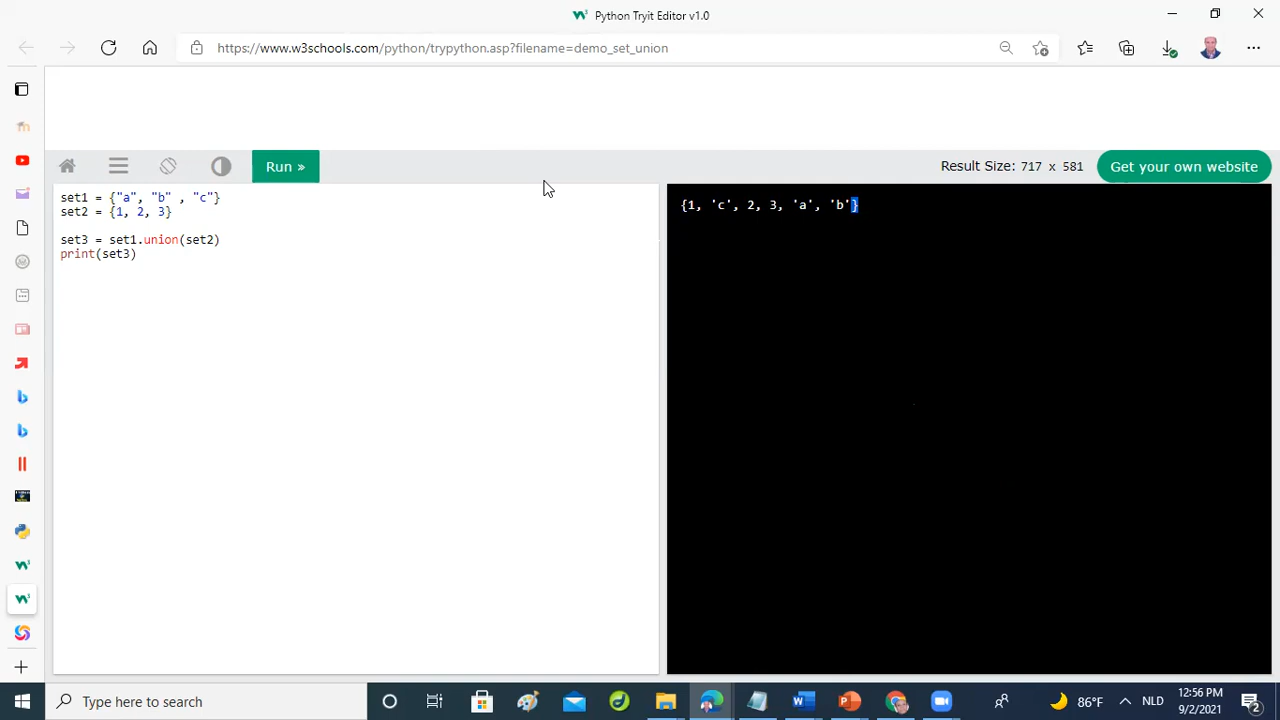 Python Tryit Editor v1.0
https://www.w3schools.com/python/trypython.asp?filename=demo_set_union
Run »
Result Size: 717 x 581
Get your own website
set1 = {"a", "b" , "c"}
set2 = {1, 2, 3}
set3 = set1.union(set2)
print(set3)
{1, 'c', 2, 3, 'a', 'b'}
Type here to search
86°F
NLD
12:56 PM
9/2/2021
2